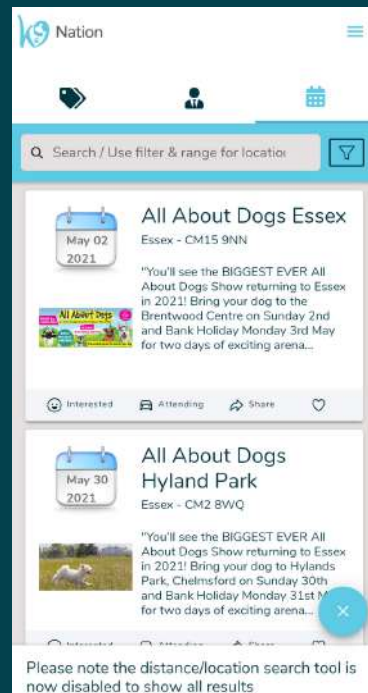 Nation
Search / Use filter & range for locatio
May 02
2021
All About Dogs Essex
Essex - CM15 9NN
"You'll see the BIGGEST EVER All
About Dogs Show returning to Essex
in 2021! Bring your dog to the
Brentwood Centre on Sunday 2nd
and Bank Holiday Monday 3rd May
for two days of exciting arena...
All About Dogs
Interested
Attending
Share
May 30
2021
All About Dogs
Hyland Park
Essex - CM2 8WQ
"You'll see the BIGGEST EVER All
About Dogs Show returning to Essex
in 2021! Bring your dog to Hylands
Park, Chelmsford on Sunday 30th
and Bank Holiday Monday 31st M
for two days of exciting arena...
Please note the distance/location search tool is
now disabled to show all results